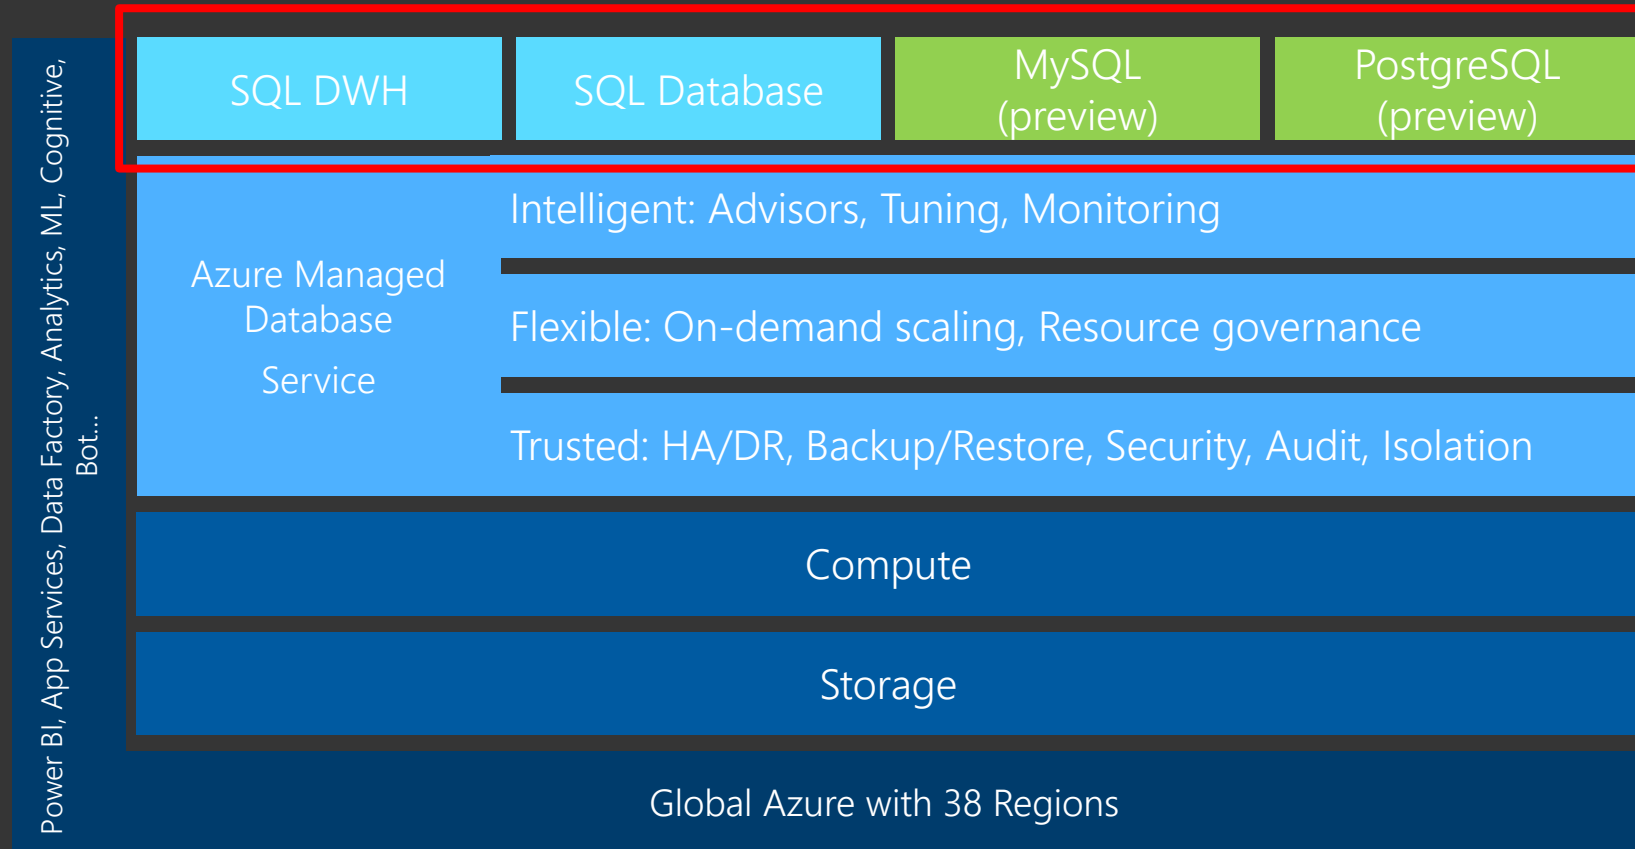 Power BI, App Services, Data Factory, Analytics, ML, Cognitive,
Bot...
SQL DWH
SQL Database
MySQL
(preview)
PostgreSQL
(preview)
Azure Managed
Database
Service
Intelligent: Advisors, Tuning, Monitoring
Flexible: On-demand scaling, Resource governance
Trusted: HA/DR, Backup/Restore, Security, Audit, Isolation
Compute
Storage
Global Azure with 38 Regions